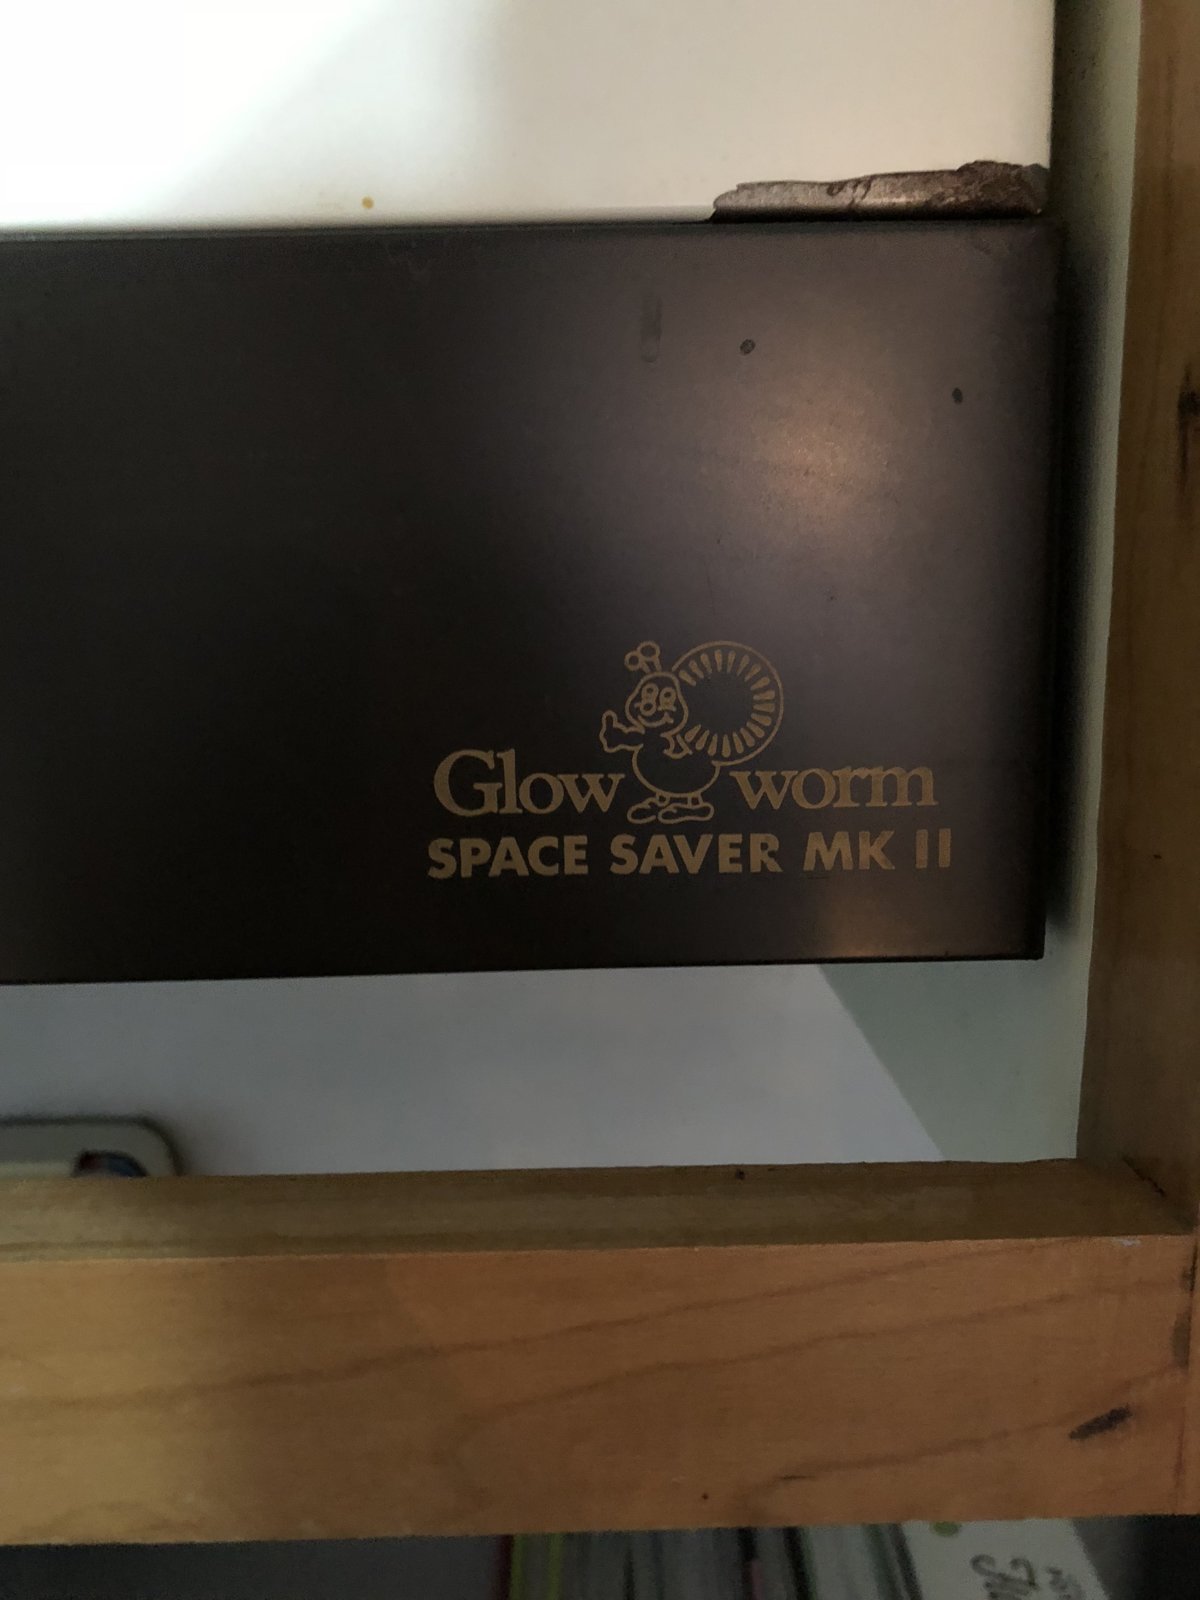 Glow worm
SPACE SAVER MK II